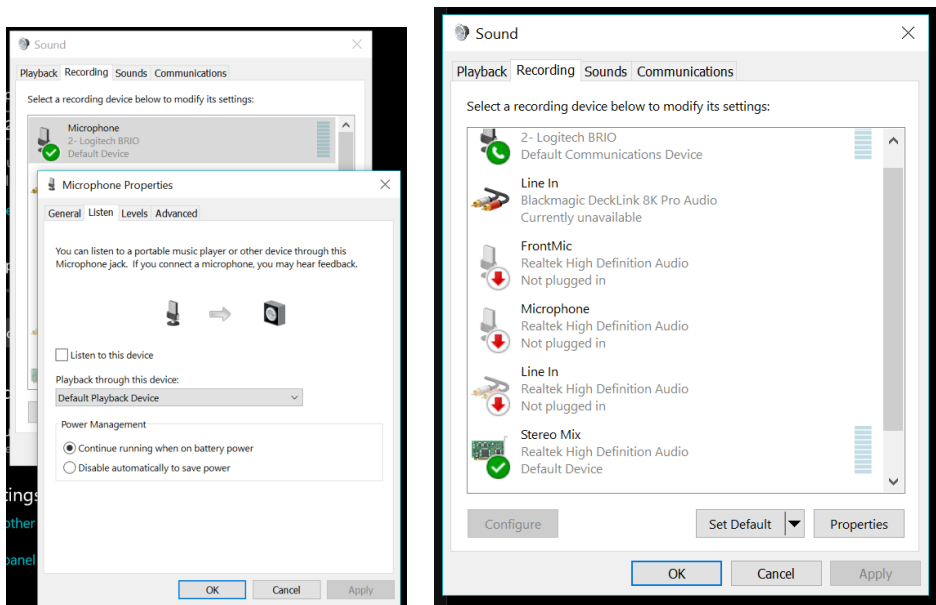 Sound
Playback Recording Sounds Communications
Select a recording device below to modify its settings:
Microphone
2- Logitech BRIO
Default Device
Microphone Properties
General Listen Levels Advanced
You can listen to a portable music player or other device through this
Microphone jack. If you connect a microphone, you may hear feedback.
Listen to this device
Playback through this device:
Default Playback Device
Power Management
Continue running when on battery power
Disable automatically to save power
OK Cancel Apply
tings
other
panel
Sound
Playback Recording Sounds Communications
Select a recording device below to modify its settings:
2- Logitech BRIO
Default Communications Device
Line In
Blackmagic DeckLink 8K Pro Audio
Currently unavailable
FrontMic
Realtek High Definition Audio
Not plugged in
Microphone
Realtek High Definition Audio
Not plugged in
Line In
Realtek High Definition Audio
Not plugged in
Stereo Mix
Realtek High Definition Audio
Default Device
Configure Set Default Properties
OK Cancel Apply